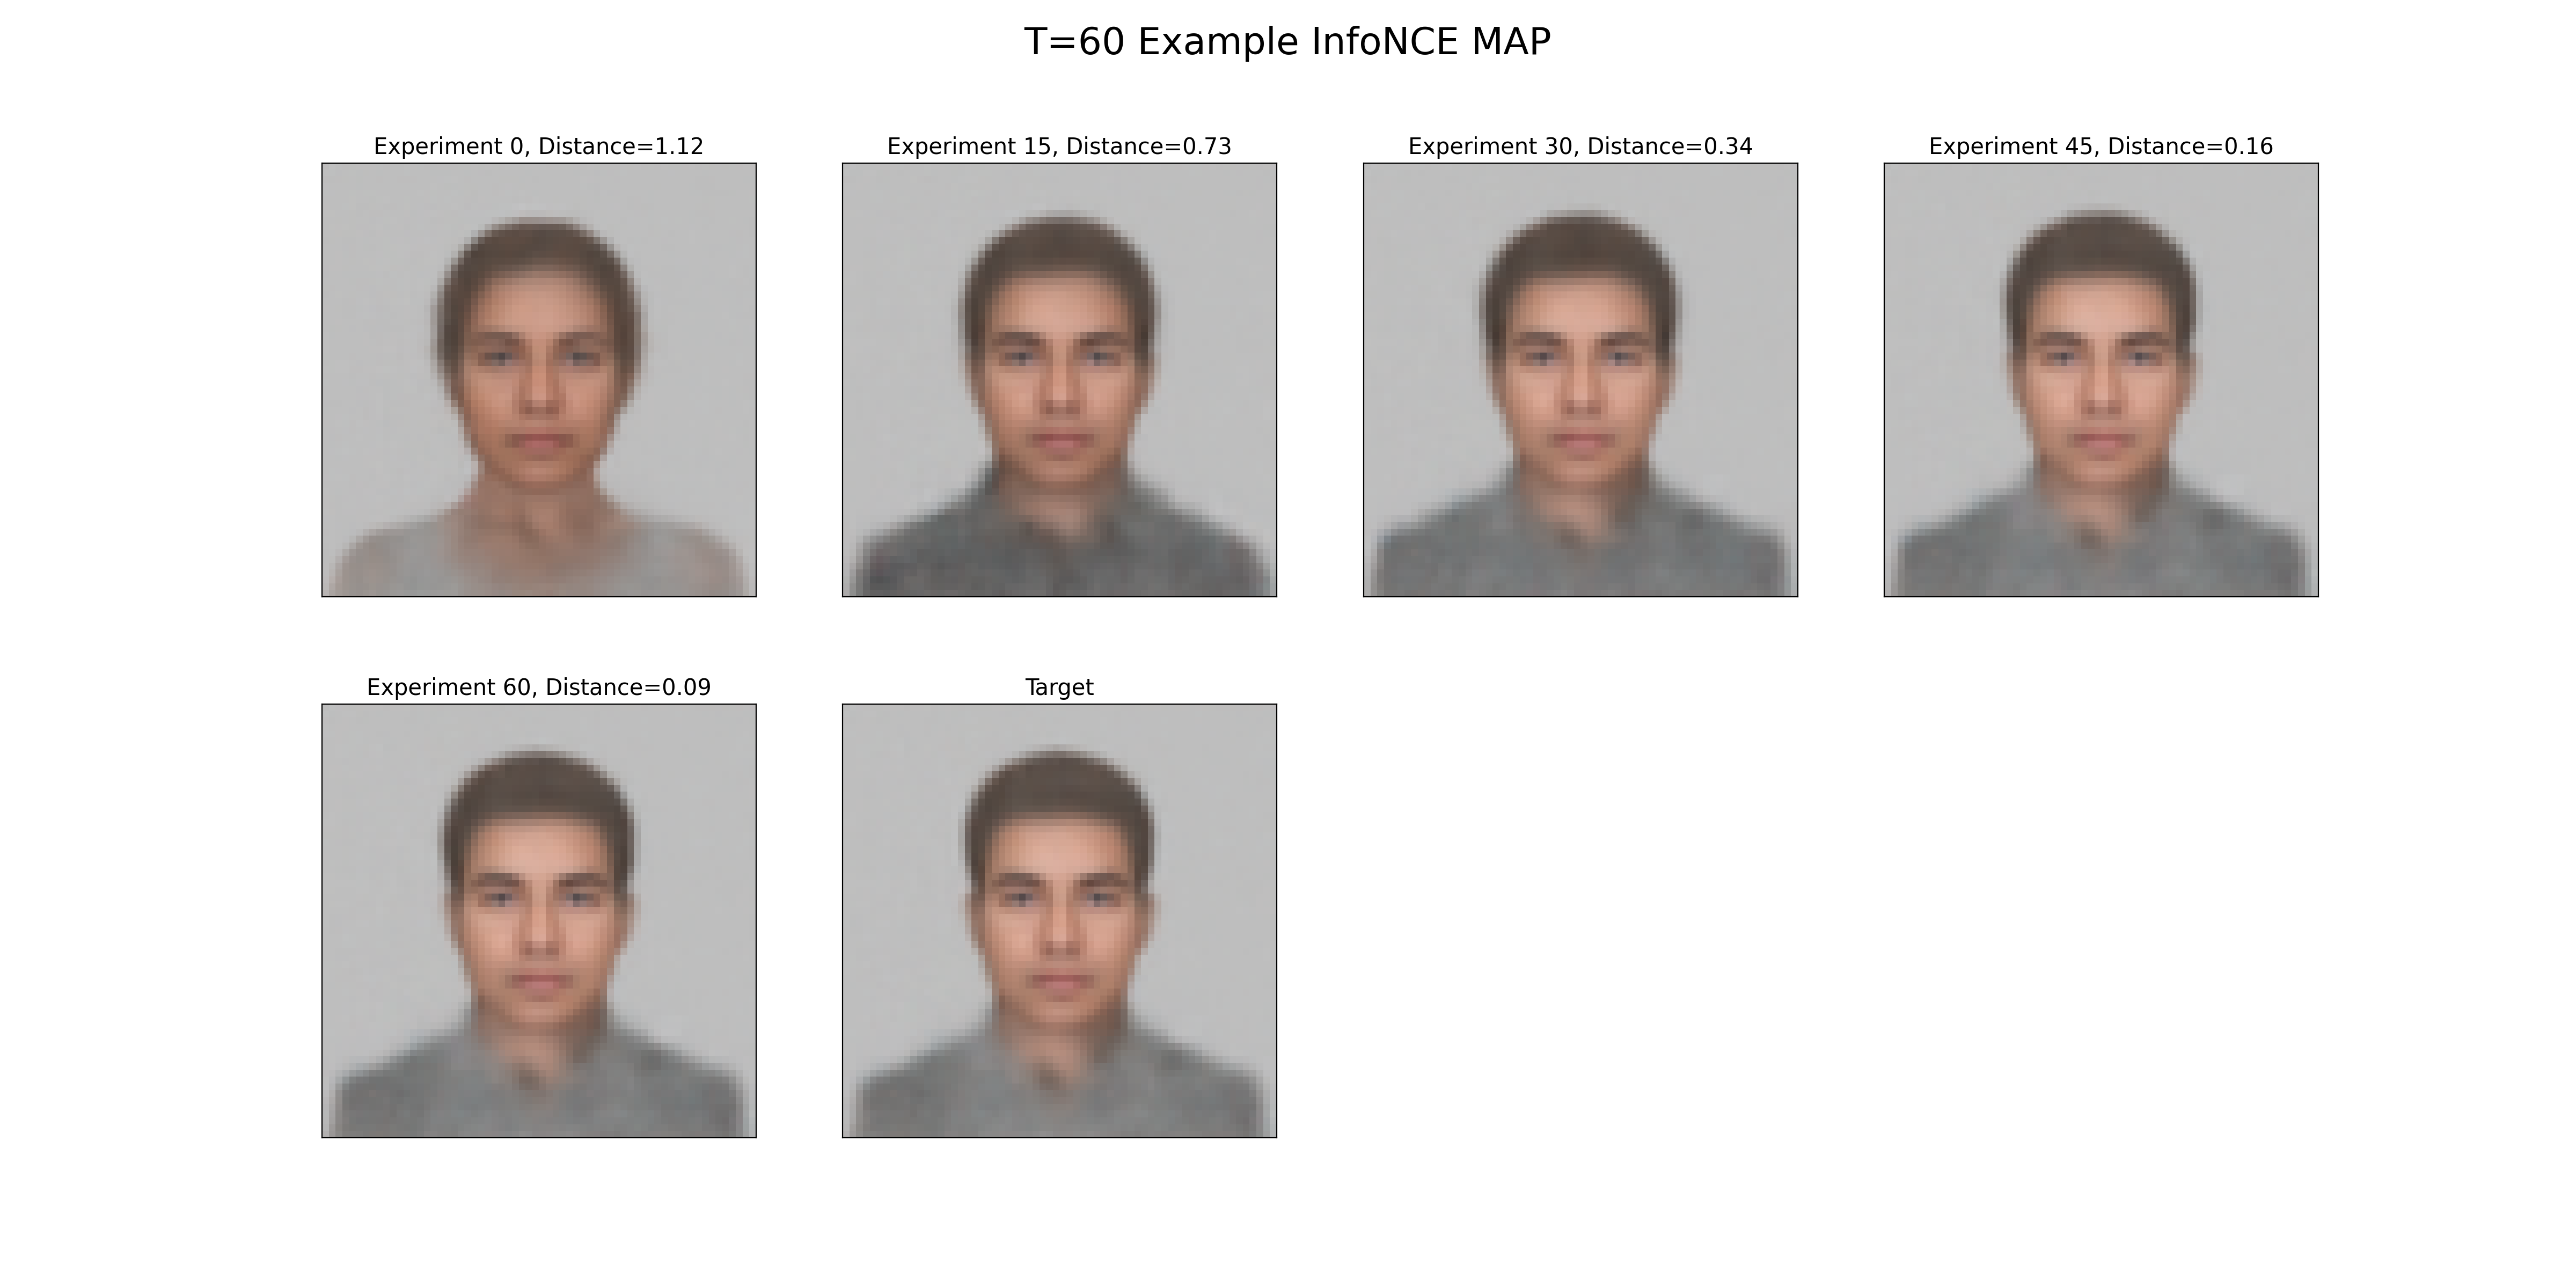 T=60 Example InfoNCE MAP
Experiment 0, Distance=1.12
Experiment 15, Distance=0.73
Experiment 30, Distance=0.34
Experiment 45, Distance=0.16
Experiment 60, Distance=0.09
Target